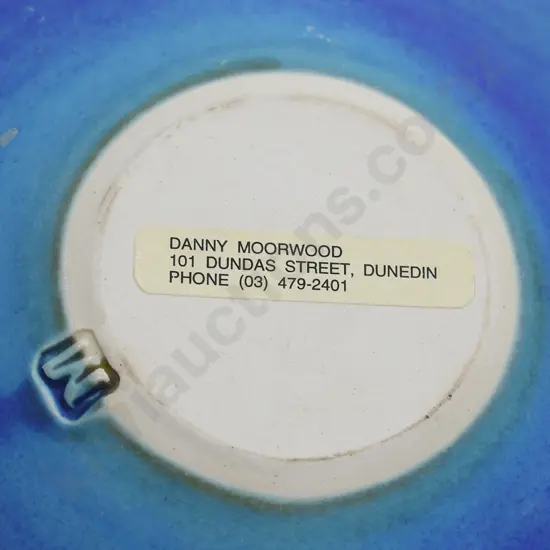 DANNY MOORWOOD
101 DUNDAS STREET, DUNEDIN
PHONE (03) 479-2401
M